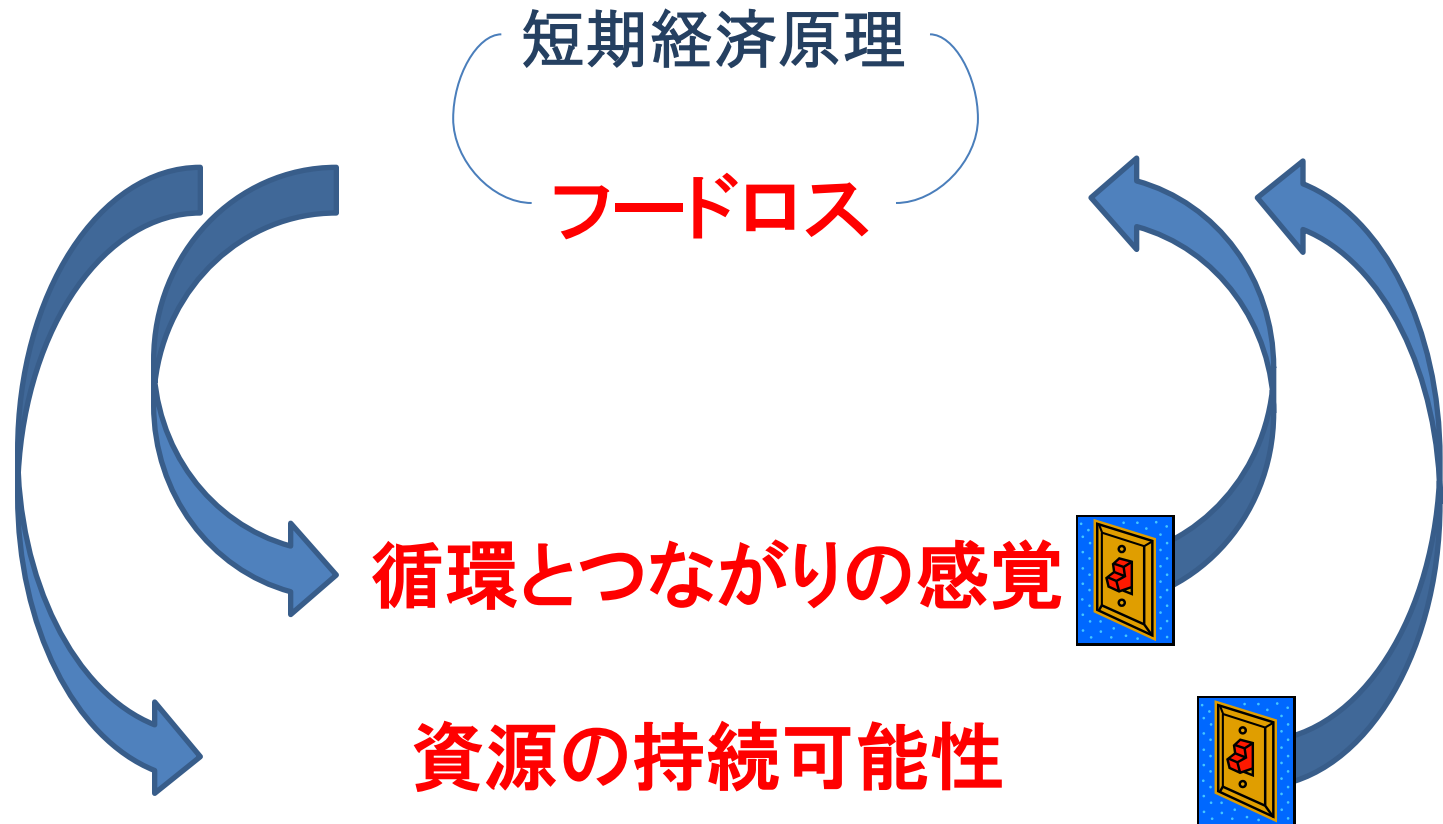 短期経済原理
フードロス
循環とつながりの感覚
資源の持続可能性